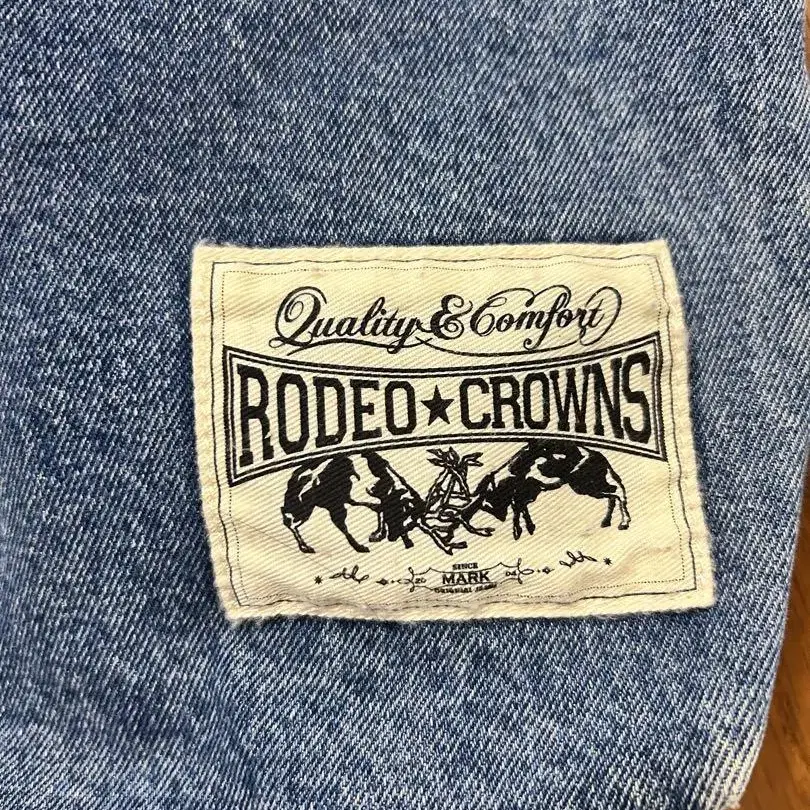 Quality & Comfort
RODEO★CROWNS
SINCE
20 MARK 04
ORIGINAL JEANS